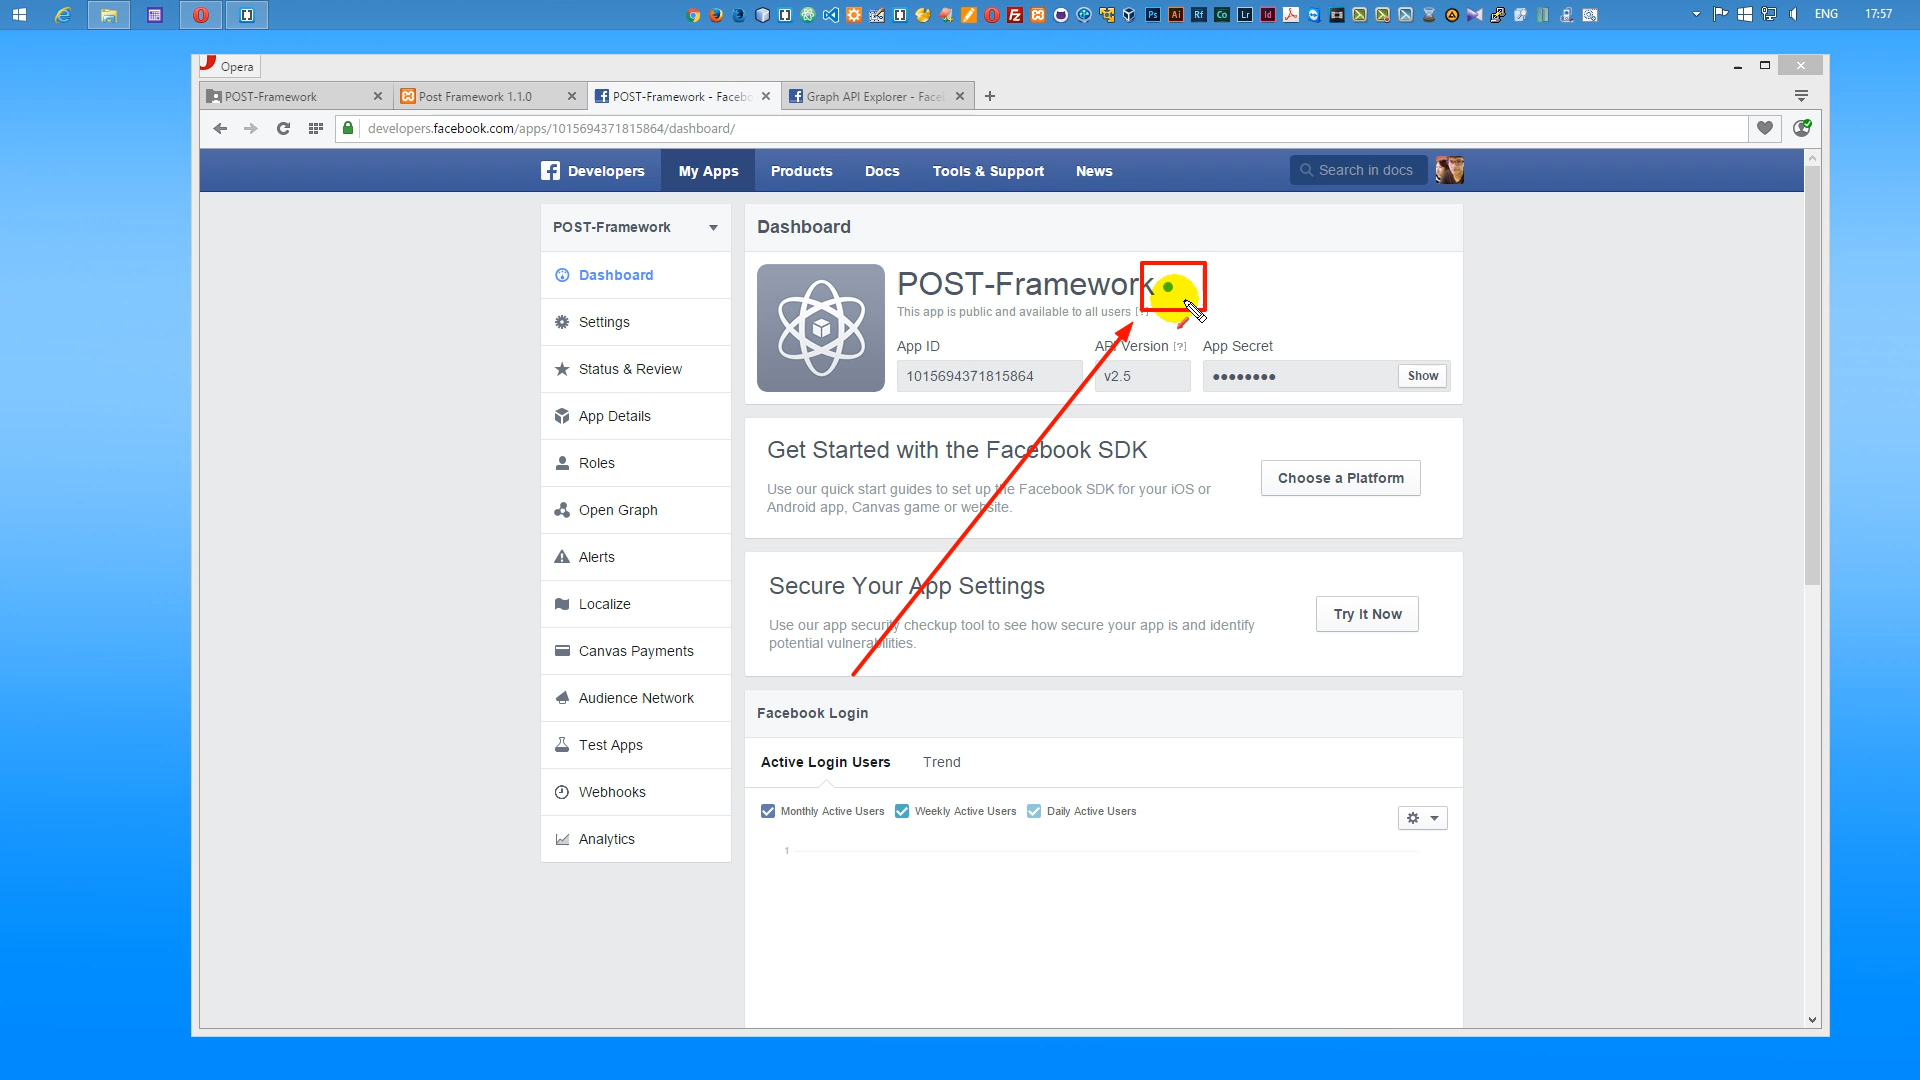 ENG
17:57
Opera
POST-Framework
Post Framework 1.1.0
POST-Framework - Facebo
Graph API Explorer - Face
developers.facebook.com/apps/1015694371815864/dashboard/
Developers
My Apps
Products
Docs
Tools & Support
News
Search in docs
POST-Framework
Dashboard
Settings
Status & Review
App Details
Roles
Open Graph
Alerts
Localize
Canvas Payments
Audience Network
Test Apps
Webhooks
Analytics
Dashboard
POST-Framework
This app is public and available to all users [?]
App ID
API Version [?]
App Secret
1015694371815864
v2.5
••••••••
Show
Get Started with the Facebook SDK
Use our quick start guides to set up the Facebook SDK for your iOS or
Android app, Canvas game or website.
Choose a Platform
Secure Your App Settings
Use our app security checkup tool to see how secure your app is and identify
potential vulnerabilities.
Try It Now
Facebook Login
Active Login Users
Trend
Monthly Active Users
Weekly Active Users
Daily Active Users
1